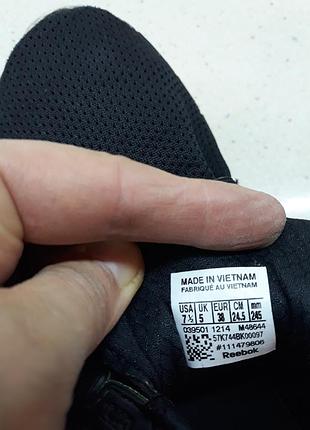 MADE IN VIETNAM
FABRIQUÉ AU VIETNAM
USA UK EUR CM mm
7½ 5 38 24.5 245
039501 1214 M48644
57K744BK00097
#111479806
Reebok